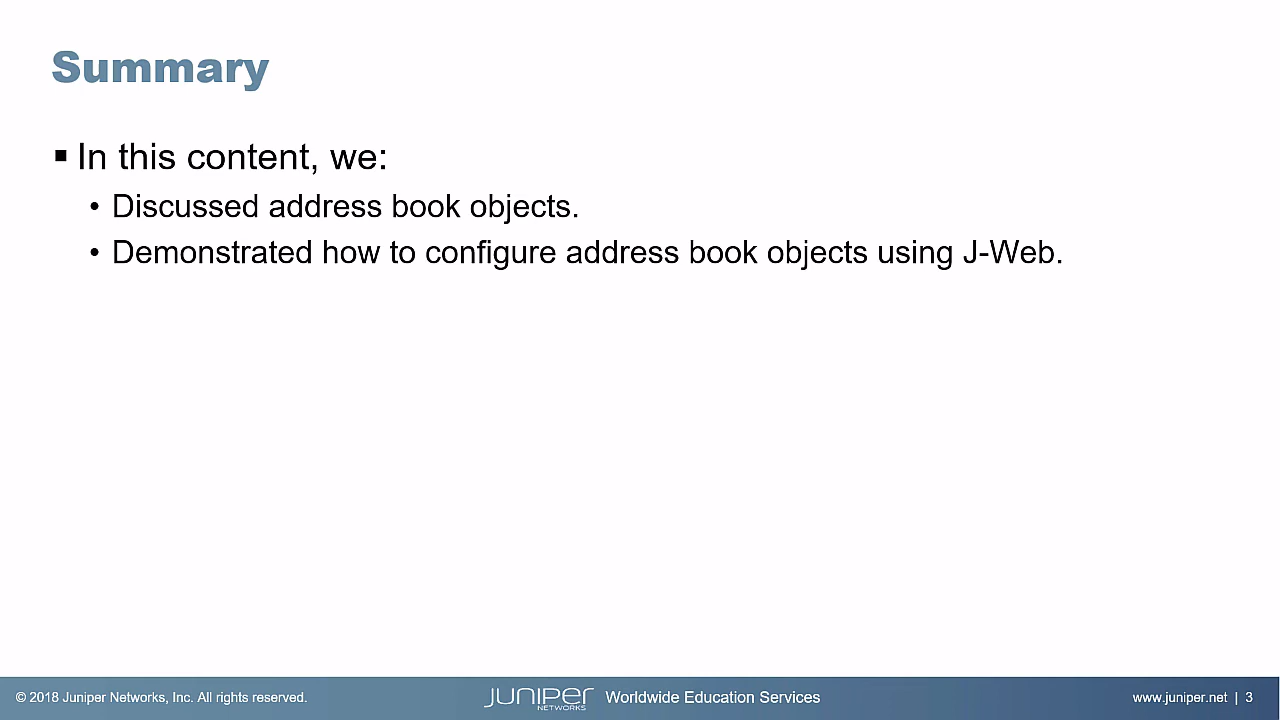 Summary
▪ In this content, we:
• Discussed address book objects.
• Demonstrated how to configure address book objects using J-Web.
© 2018 Juniper Networks, Inc. All rights reserved.
JUNIPER NETWORKS Worldwide Education Services
www.juniper.net | 3